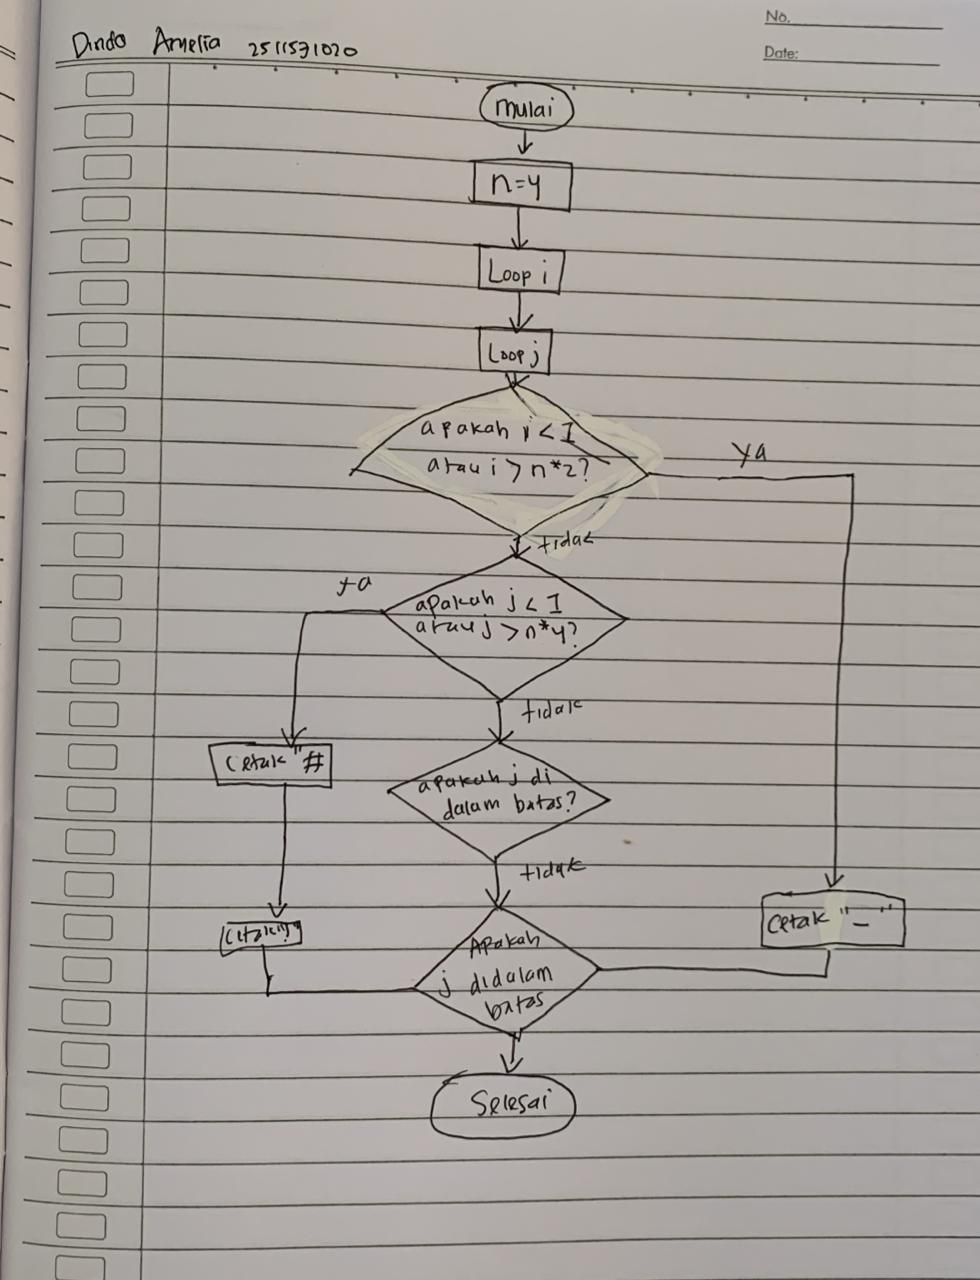 No.
Date:
Dindo Amelia 2511531020
mulai
n=4
Loop i
Loop j
apakah i < 1
atau i > n*2?
ya
tidak
ya
apakah j < 1
atau j > n*4?
tidak
Cetak "#
apakah j di
dalam batas?
tidak
Cetak "_"
Apakah
j didalam
batas
Selesai